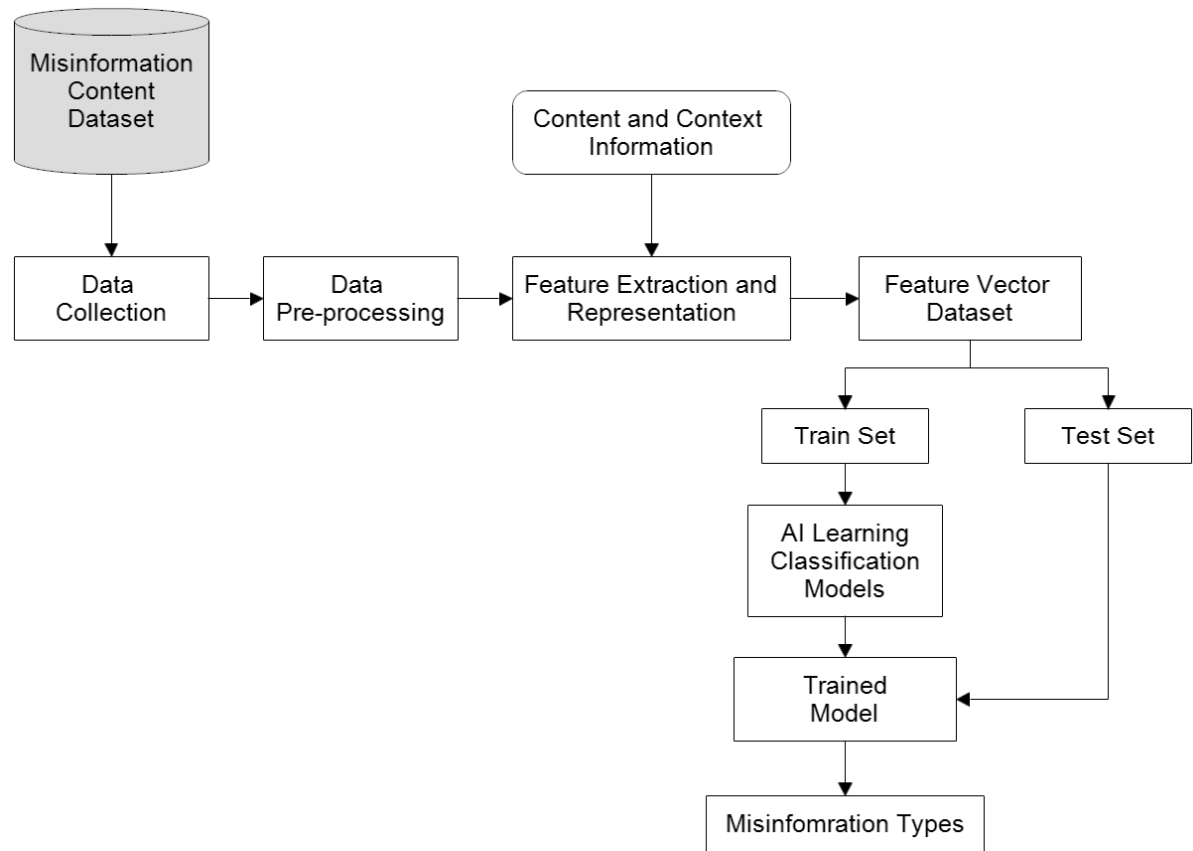 Misinformation
Content
Dataset
Content and Context
Information
Data
Collection
Data
Pre-processing
Feature Extraction and
Representation
Feature Vector
Dataset
Train Set
Test Set
AI Learning
Classification
Models
Trained
Model
Misinfomration Types